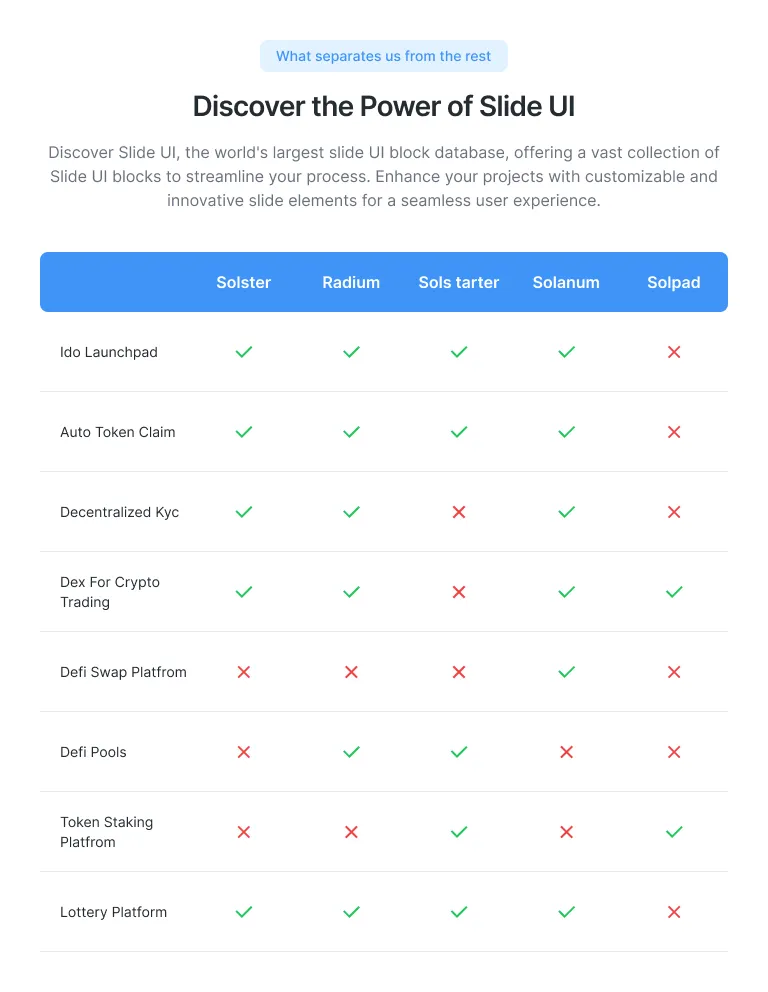 What separates us from the rest
Discover the Power of Slide UI
Discover Slide UI, the world's largest slide UI block database, offering a vast collection of
Slide UI blocks to streamline your process. Enhance your projects with customizable and
innovative slide elements for a seamless user experience.
Solster Radium Sols tarter Solanum Solpad
Ido Launchpad
Auto Token Claim
Decentralized Kyc
Dex For Crypto
Trading
Defi Swap Platfrom
Defi Pools
Token Staking
Platfrom
Lottery Platform